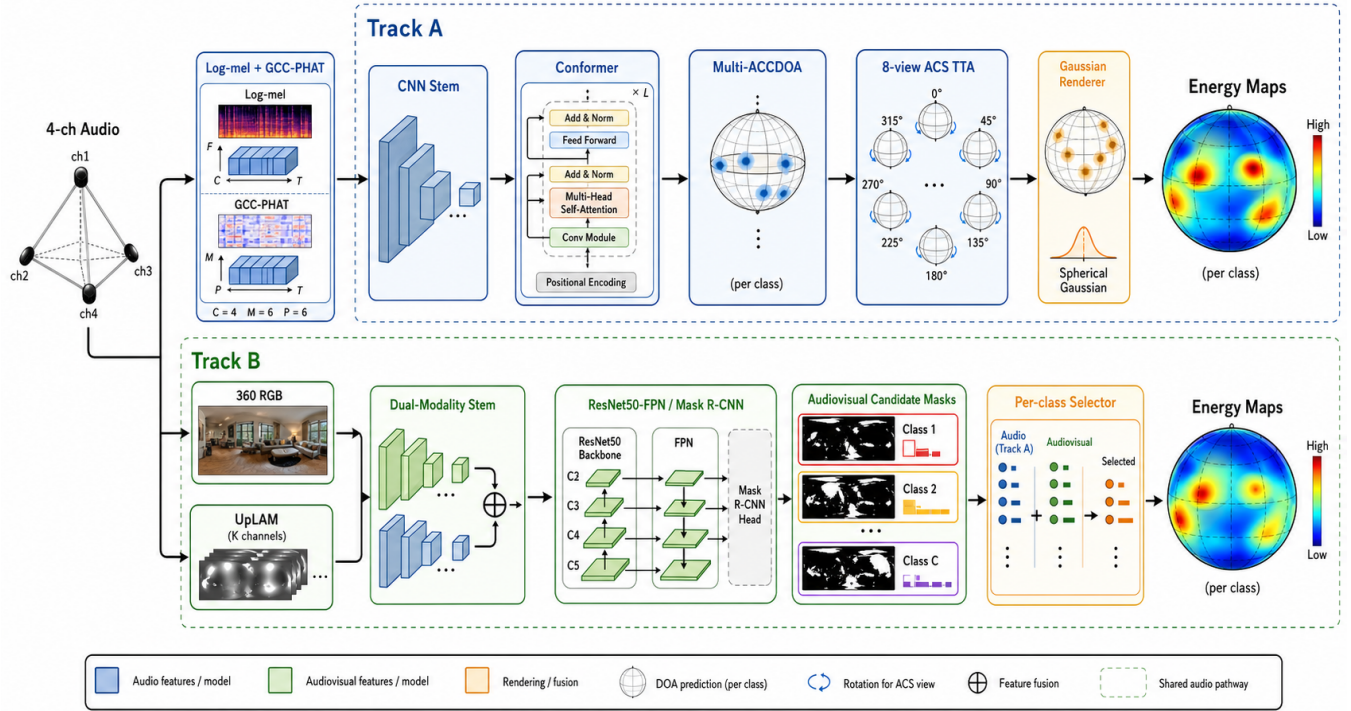 Track A
4-ch Audio
ch1
ch2
ch3
ch4
Log-mel + GCC-PHAT
Log-mel
F
C
T
GCC-PHAT
M
P
T
C = 4 M = 6 P = 6
CNN Stem
...
Conformer
× L
Add & Norm
Feed Forward
Add & Norm
Multi-Head
Self-Attention
Conv Module
Positional Encoding
Multi-ACCDOA
(per class)
8-view ACS TTA
0°
315°
45°
270°
90°
...
225°
135°
180°
Gaussian
Renderer
Spherical
Gaussian
Energy Maps
High
Low
(per class)
Track B
360 RGB
UpLAM
(K channels)
...
Dual-Modality Stem
...
...
ResNet50-FPN / Mask R-CNN
ResNet50
Backbone
FPN
C2
C3
C4
C5
Mask
R-CNN
Head
Audiovisual Candidate Masks
Class 1
Class 2
...
Class C
Per-class Selector
Audio
(Track A)
Audiovisual
Selected
+
Energy Maps
High
Low
(per class)
Audio features / model
Audiovisual features / model
Rendering / fusion
DOA prediction (per class)
Rotation for ACS view
Feature fusion
Shared audio pathway